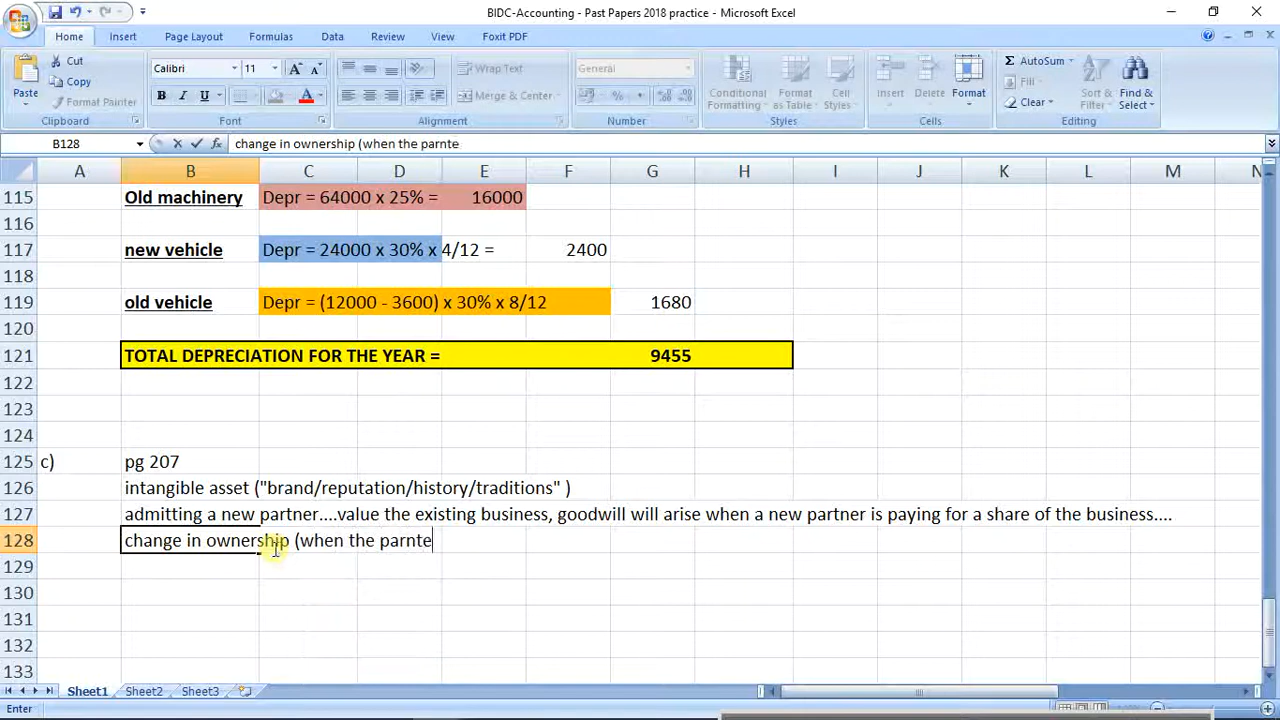 BIDC-Accounting - Past Papers 2018 practice - Microsoft Excel
Home Insert Page Layout Formulas Data Review View Foxit PDF
Paste Cut Copy Format Painter Clipboard
Calibri 11 A A B I U A Font
Wrap Text Merge & Center Alignment
General % , Number
Conditional Formatting Format as Table Cell Styles Styles
Insert Delete Format Cells
Σ AutoSum Fill Clear Sort & Filter Find & Select Editing
B128 fx change in ownership (when the parnte
A B C D E F G H I J K L M N
115 Old machinery Depr = 64000 x 25% = 16000
116
117 new vehicle Depr = 24000 x 30% x 4/12 = 2400
118
119 old vehicle Depr = (12000 - 3600) x 30% x 8/12 1680
120
121 TOTAL DEPRECIATION FOR THE YEAR = 9455
122
123
124
125 c) pg 207
126 intangible asset ("brand/reputation/history/traditions" )
127 admitting a new partner....value the existing business, goodwill will arise when a new partner is paying for a share of the business....
128 change in ownership (when the parnte
129
130
131
132
133
Sheet1 Sheet2 Sheet3
Enter